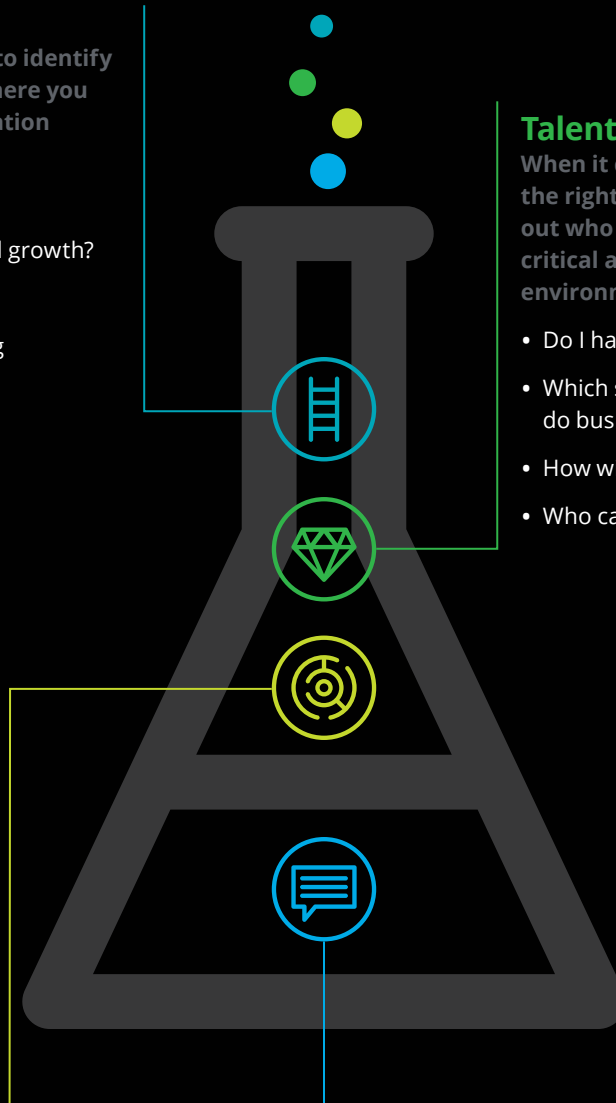 to identify
here you
ation
growth?
Talent
When it
the right
out who
critical
environ
• Do I ha
• Which
do bus
• How w
• Who ca